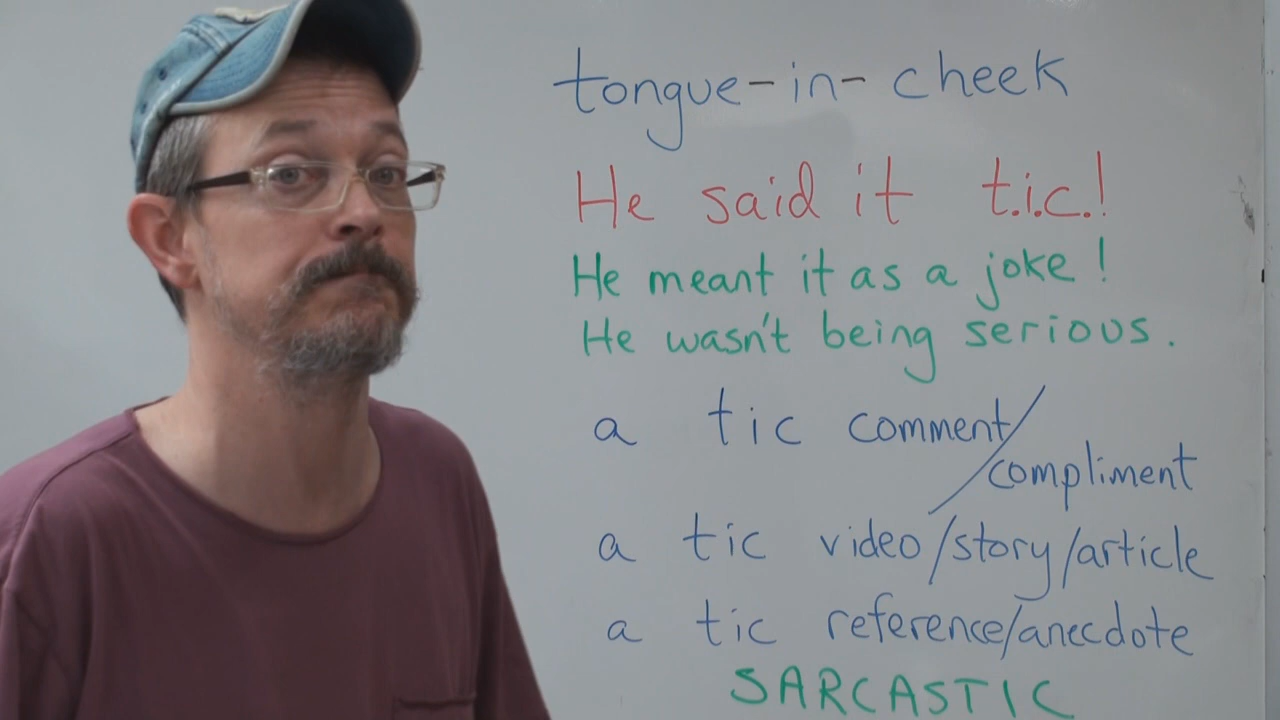 tongue-in-cheek
He said it t.i.c.!
He meant it as a joke!
He wasn't being serious.
a tic comment/
compliment
a tic video/story/article
a tic reference/anecdote
SARCASTIC